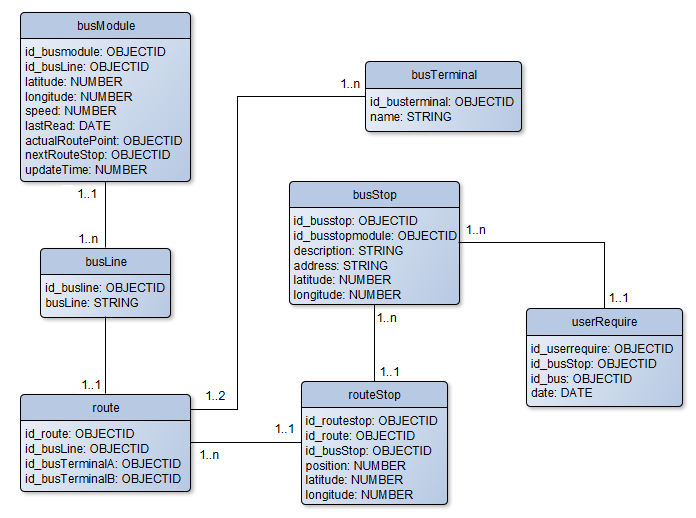 busModule
id_busmodule: OBJECTID
id_busLine: OBJECTID
latitude: NUMBER
longitude: NUMBER
speed: NUMBER
lastRead: DATE
actualRoutePoint: OBJECTID
nextRouteStop: OBJECTID
updateTime: NUMBER
1..1
1..n
busLine
id_busline: OBJECTID
busLine: STRING
1..1
route
id_route: OBJECTID
id_busLine: OBJECTID
id_busTerminalA: OBJECTID
id_busTerminalB: OBJECTID
1..2
1..n
busTerminal
id_busterminal: OBJECTID
name: STRING
busStop
id_busstop: OBJECTID
id_busstopmodule: OBJECTID
description: STRING
address: STRING
latitude: NUMBER
longitude: NUMBER
1..n
1..n
1..1
1..1
1..n
routeStop
id_routestop: OBJECTID
id_route: OBJECTID
id_busStop: OBJECTID
position: NUMBER
latitude: NUMBER
longitude: NUMBER
1..1
userRequire
id_userrequire: OBJECTID
id_busStop: OBJECTID
id_bus: OBJECTID
date: DATE